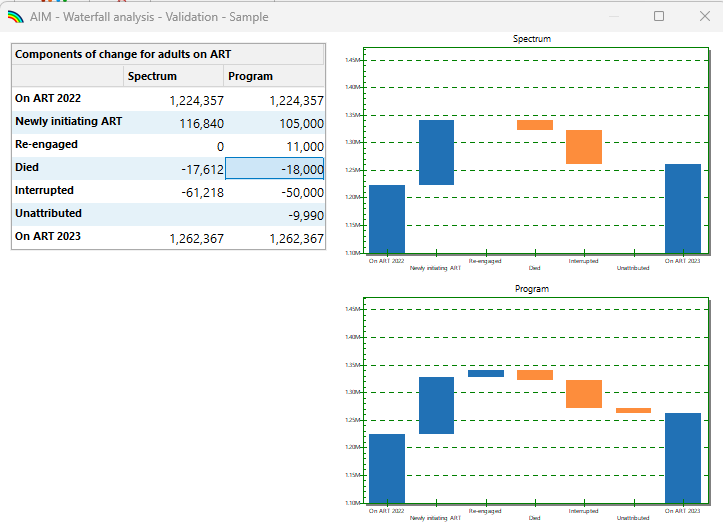 AIM - Waterfall analysis - Validation - Sample
Components of change for adults on ART
Spectrum Program
On ART 2022 1,224,357 1,224,357
Newly initiating ART 116,840 105,000
Re-engaged 0 11,000
Died -17,612 -18,000
Interrupted -61,218 -50,000
Unattributed -9,990
On ART 2023 1,262,367 1,262,367
Spectrum
1.45M
1.40M
1.35M
1.30M
1.25M
1.20M
1.15M
1.10M
On ART 2022 Re-engaged Interrupted On ART 2023
Newly initiating ART Died Unattributed
Program
1.45M
1.40M
1.35M
1.30M
1.25M
1.20M
1.15M
1.10M
On ART 2022 Re-engaged Interrupted On ART 2023
Newly initiating ART Died Unattributed